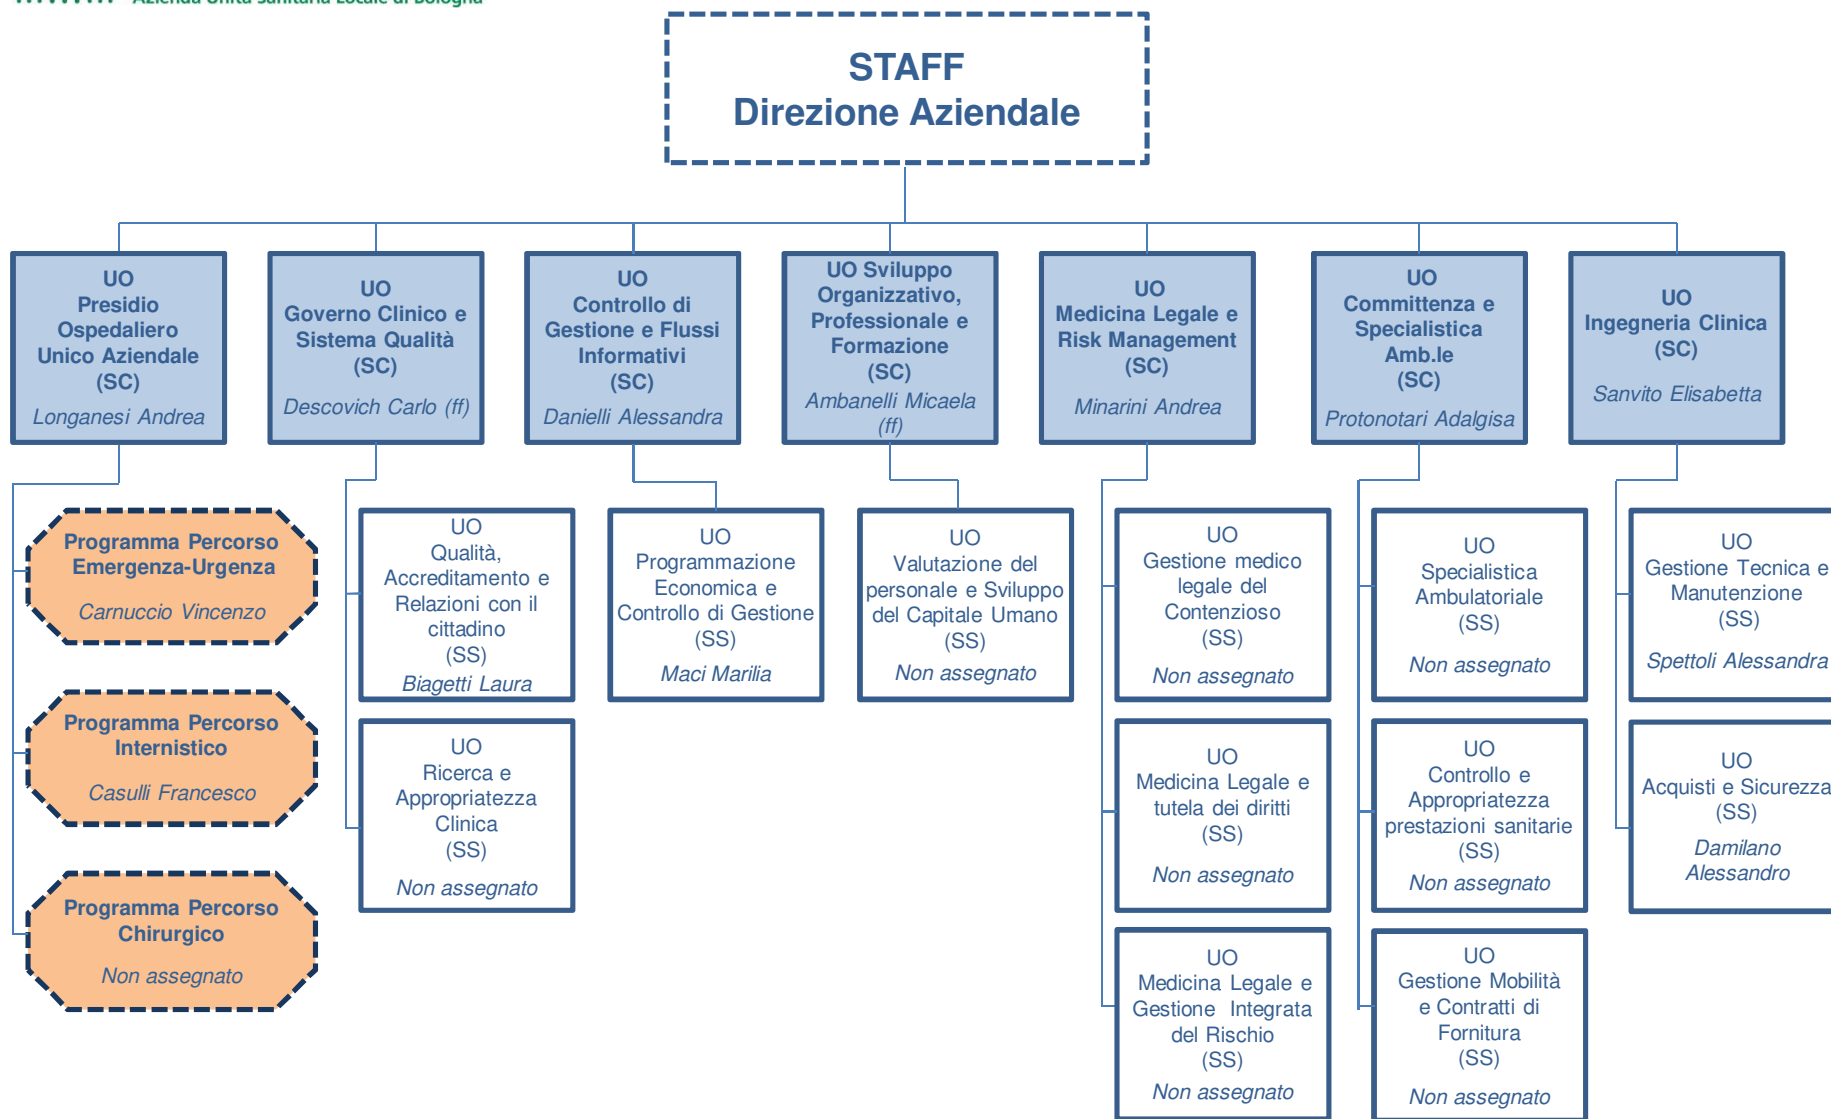 Azienda Unità Sanitaria Locale di Bologna
STAFF
Direzione Aziendale
UO
Presidio
Ospedaliero
Unico Aziendale
(SC)
Longanesi Andrea
UO
Governo Clinico e
Sistema Qualità
(SC)
Descovich Carlo (ff)
UO
Controllo di
Gestione e Flussi
Informativi
(SC)
Danielli Alessandra
UO Sviluppo
Organizzativo,
Professionale e
Formazione
(SC)
Ambanelli Micaela
(ff)
UO
Medicina Legale e
Risk Management
(SC)
Minarini Andrea
UO
Committenza e
Specialistica
Amb.le
(SC)
Protonotari Adalgisa
UO
Ingegneria Clinica
(SC)
Sanvito Elisabetta
Programma Percorso
Emergenza-Urgenza
Carnuccio Vincenzo
Programma Percorso
Internistico
Casulli Francesco
Programma Percorso
Chirurgico
Non assegnato
UO
Qualità,
Accreditamento e
Relazioni con il
cittadino
(SS)
Biagetti Laura
UO
Ricerca e
Appropriatezza
Clinica
(SS)
Non assegnato
UO
Programmazione
Economica e
Controllo di Gestione
(SS)
Maci Marilia
UO
Valutazione del
personale e Sviluppo
del Capitale Umano
(SS)
Non assegnato
UO
Gestione medico
legale del
Contenzioso
(SS)
Non assegnato
UO
Medicina Legale e
tutela dei diritti
(SS)
Non assegnato
UO
Medicina Legale e
Gestione Integrata
del Rischio
(SS)
Non assegnato
UO
Specialistica
Ambulatoriale
(SS)
Non assegnato
UO
Controllo e
Appropriatezza
prestazioni sanitarie
(SS)
Non assegnato
UO
Gestione Mobilità
e Contratti di
Fornitura
(SS)
Non assegnato
UO
Gestione Tecnica e
Manutenzione
(SS)
Spettoli Alessandra
UO
Acquisti e Sicurezza
(SS)
Damilano
Alessandro